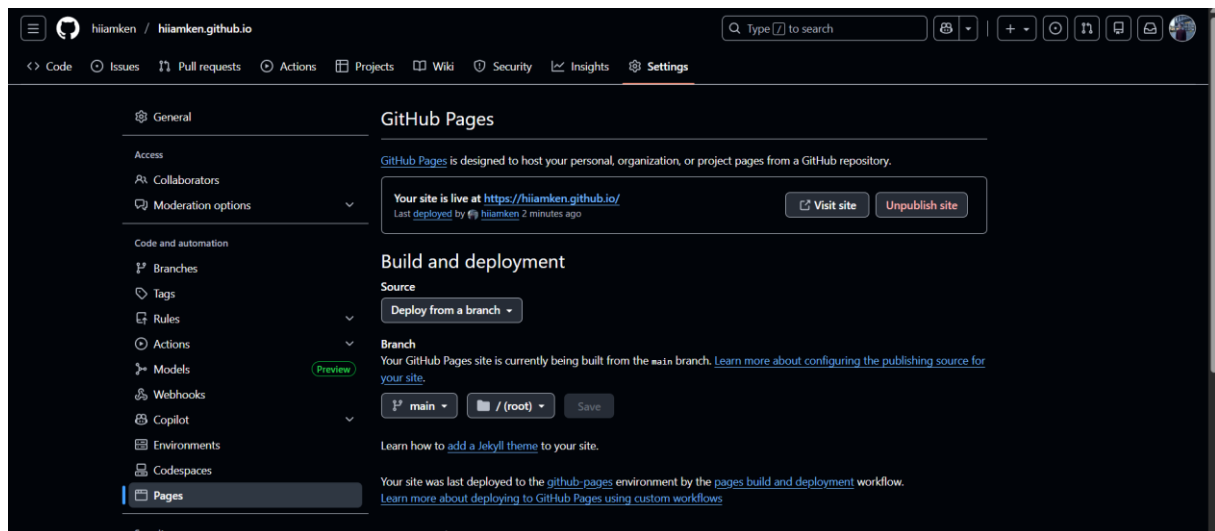 hiiamken / hiiamken.github.io
Type / to search
Code Issues Pull requests Actions Projects Wiki Security Insights Settings
General
Access
Collaborators
Moderation options
Code and automation
Branches
Tags
Rules
Actions
Models Preview
Webhooks
Copilot
Environments
Codespaces
Pages
GitHub Pages
GitHub Pages is designed to host your personal, organization, or project pages from a GitHub repository.
Your site is live at https://hiiamken.github.io/
Last deployed by hiiamken 2 minutes ago
Visit site Unpublish site
Build and deployment
Source
Deploy from a branch
Branch
Your GitHub Pages site is currently being built from the main branch. Learn more about configuring the publishing source for
your site.
main / (root) Save
Learn how to add a Jekyll theme to your site.
Your site was last deployed to the github-pages environment by the pages build and deployment workflow.
Learn more about deploying to GitHub Pages using custom workflows